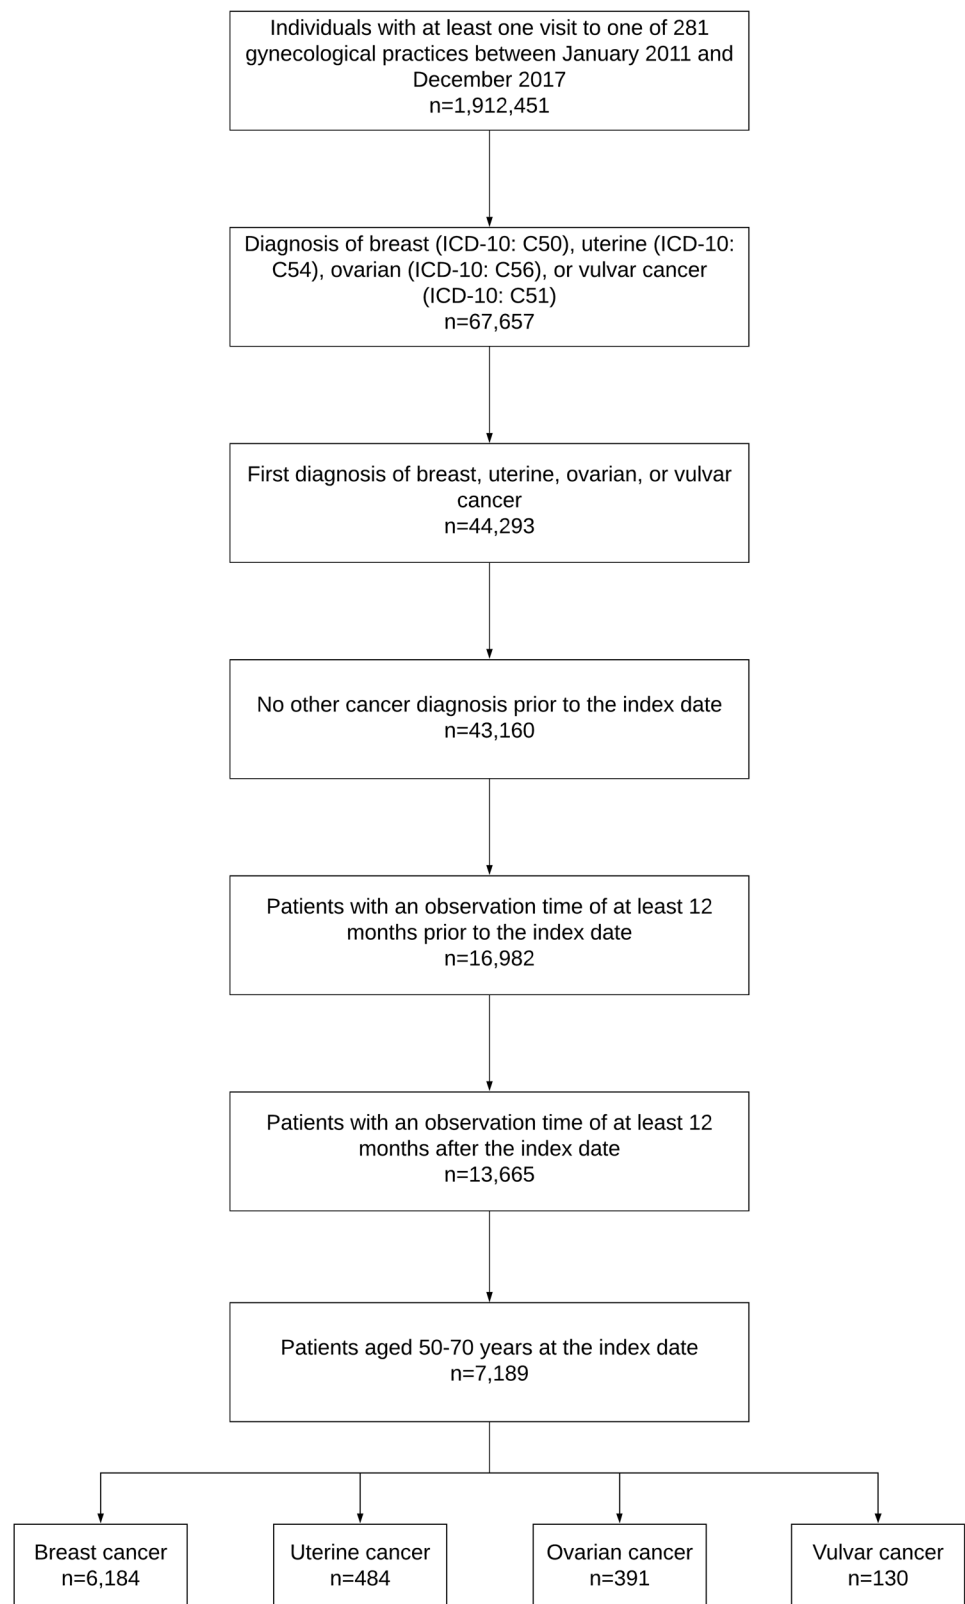 Individuals with at least one visit to one of 281
gynecological practices between January 2011 and
December 2017
n=1,912,451
Diagnosis of breast (ICD-10: C50), uterine (ICD-10:
C54), ovarian (ICD-10: C56), or vulvar cancer
(ICD-10: C51)
n=67,657
First diagnosis of breast, uterine, ovarian, or vulvar
cancer
n=44,293
No other cancer diagnosis prior to the index date
n=43,160
Patients with an observation time of at least 12
months prior to the index date
n=16,982
Patients with an observation time of at least 12
months after the index date
n=13,665
Patients aged 50-70 years at the index date
n=7,189
Breast cancer
n=6,184
Uterine cancer
n=484
Ovarian cancer
n=391
Vulvar cancer
n=130